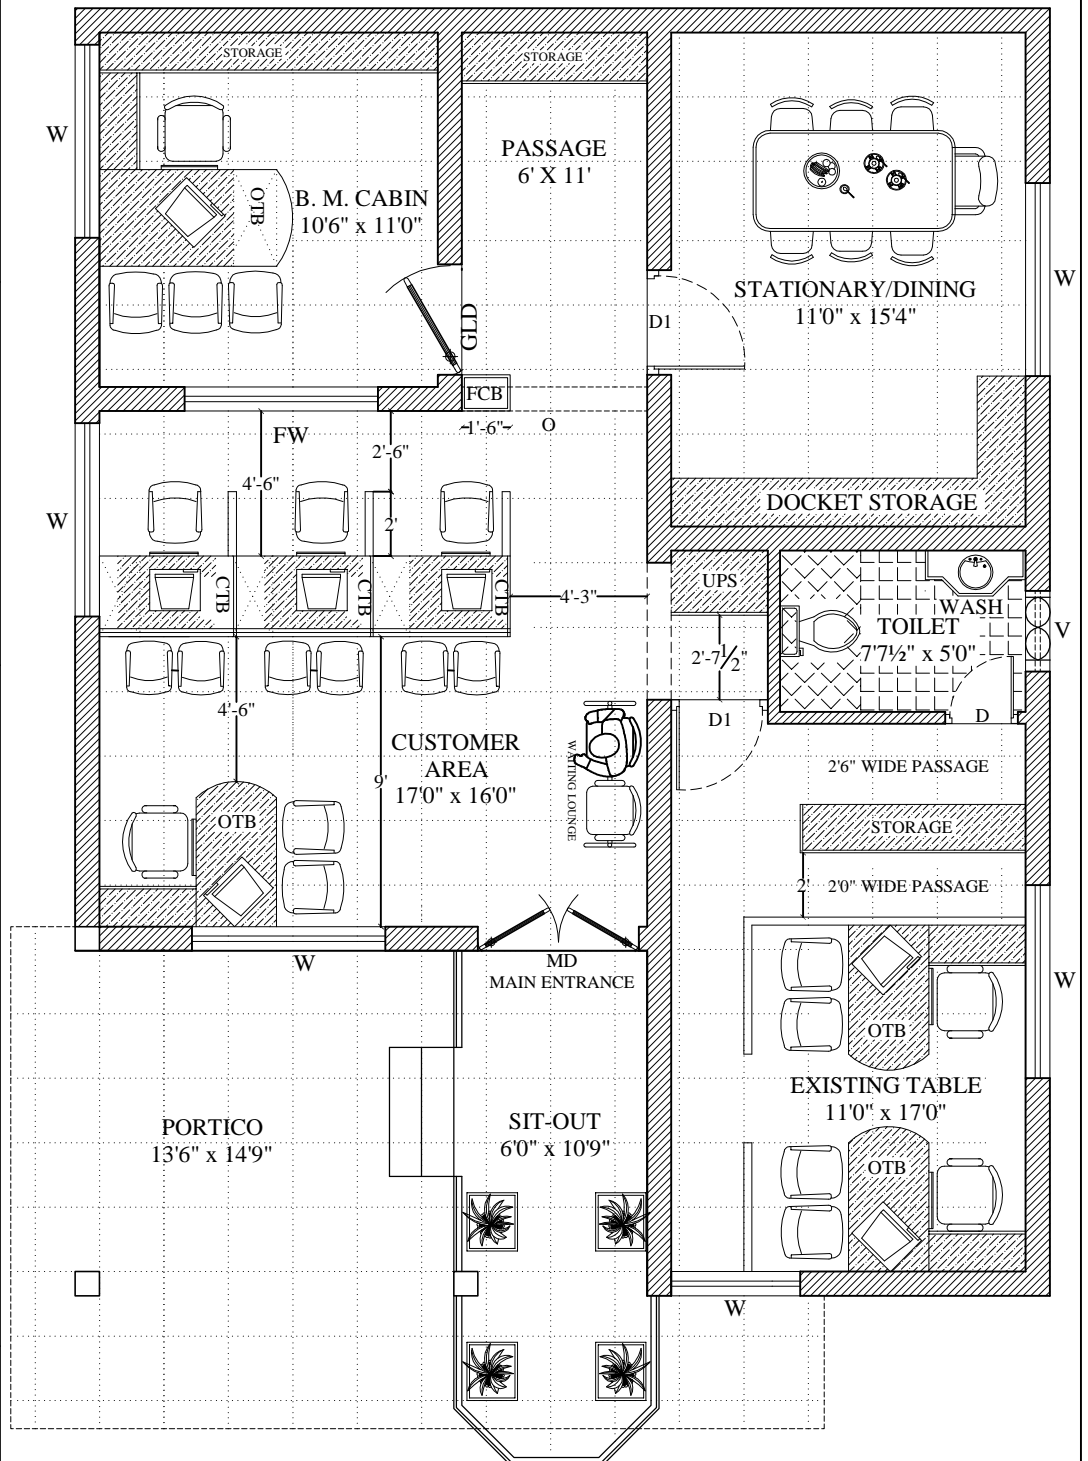 STORAGE
STORAGE
W
PASSAGE
6' X 11'
OTB
B. M. CABIN
10'6" x 11'0"
W
STATIONARY/DINING
11'0" x 15'4"
GLD
D1
FCB
1'-6"
O
FW
2'-6"
4'-6"
2'
W
DOCKET STORAGE
CTB
CTB
CTB
4'-3"
UPS
WASH
TOILET
7'7½" x 5'0"
V
2'-7½"
4'-6"
D1
D
CUSTOMER
AREA
17'0" x 16'0"
9'
WAITING LOUNGE
2'6" WIDE PASSAGE
OTB
STORAGE
2'
2'0" WIDE PASSAGE
W
MD
MAIN ENTRANCE
W
OTB
EXISTING TABLE
11'0" x 17'0"
PORTICO
13'6" x 14'9"
SIT-OUT
6'0" x 10'9"
OTB
W